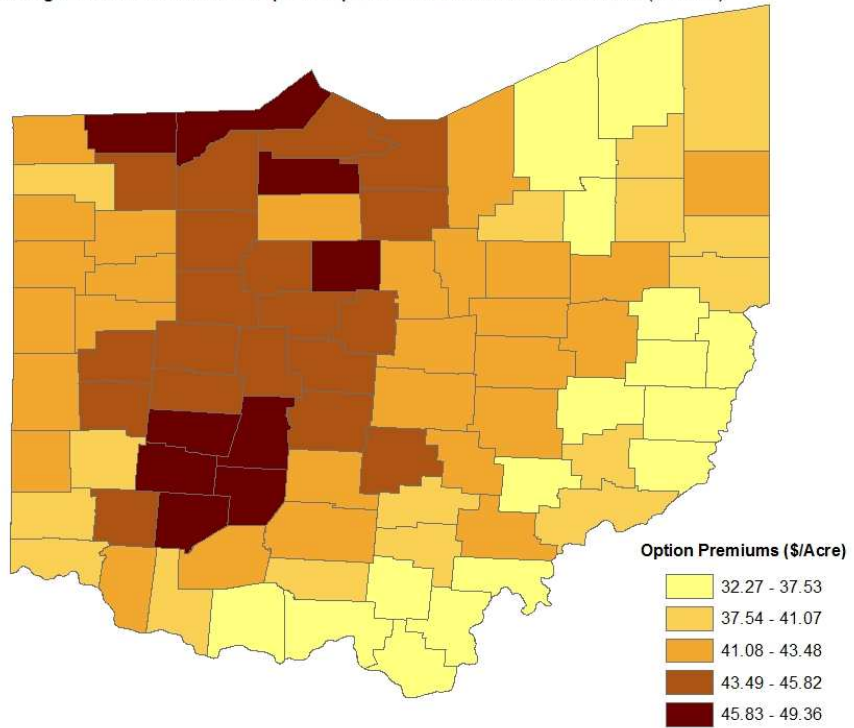 Option Premiums ($/Acre)
32.27 - 37.53
37.54 - 41.07
41.08 - 43.48
43.49 - 45.82
45.83 - 49.36